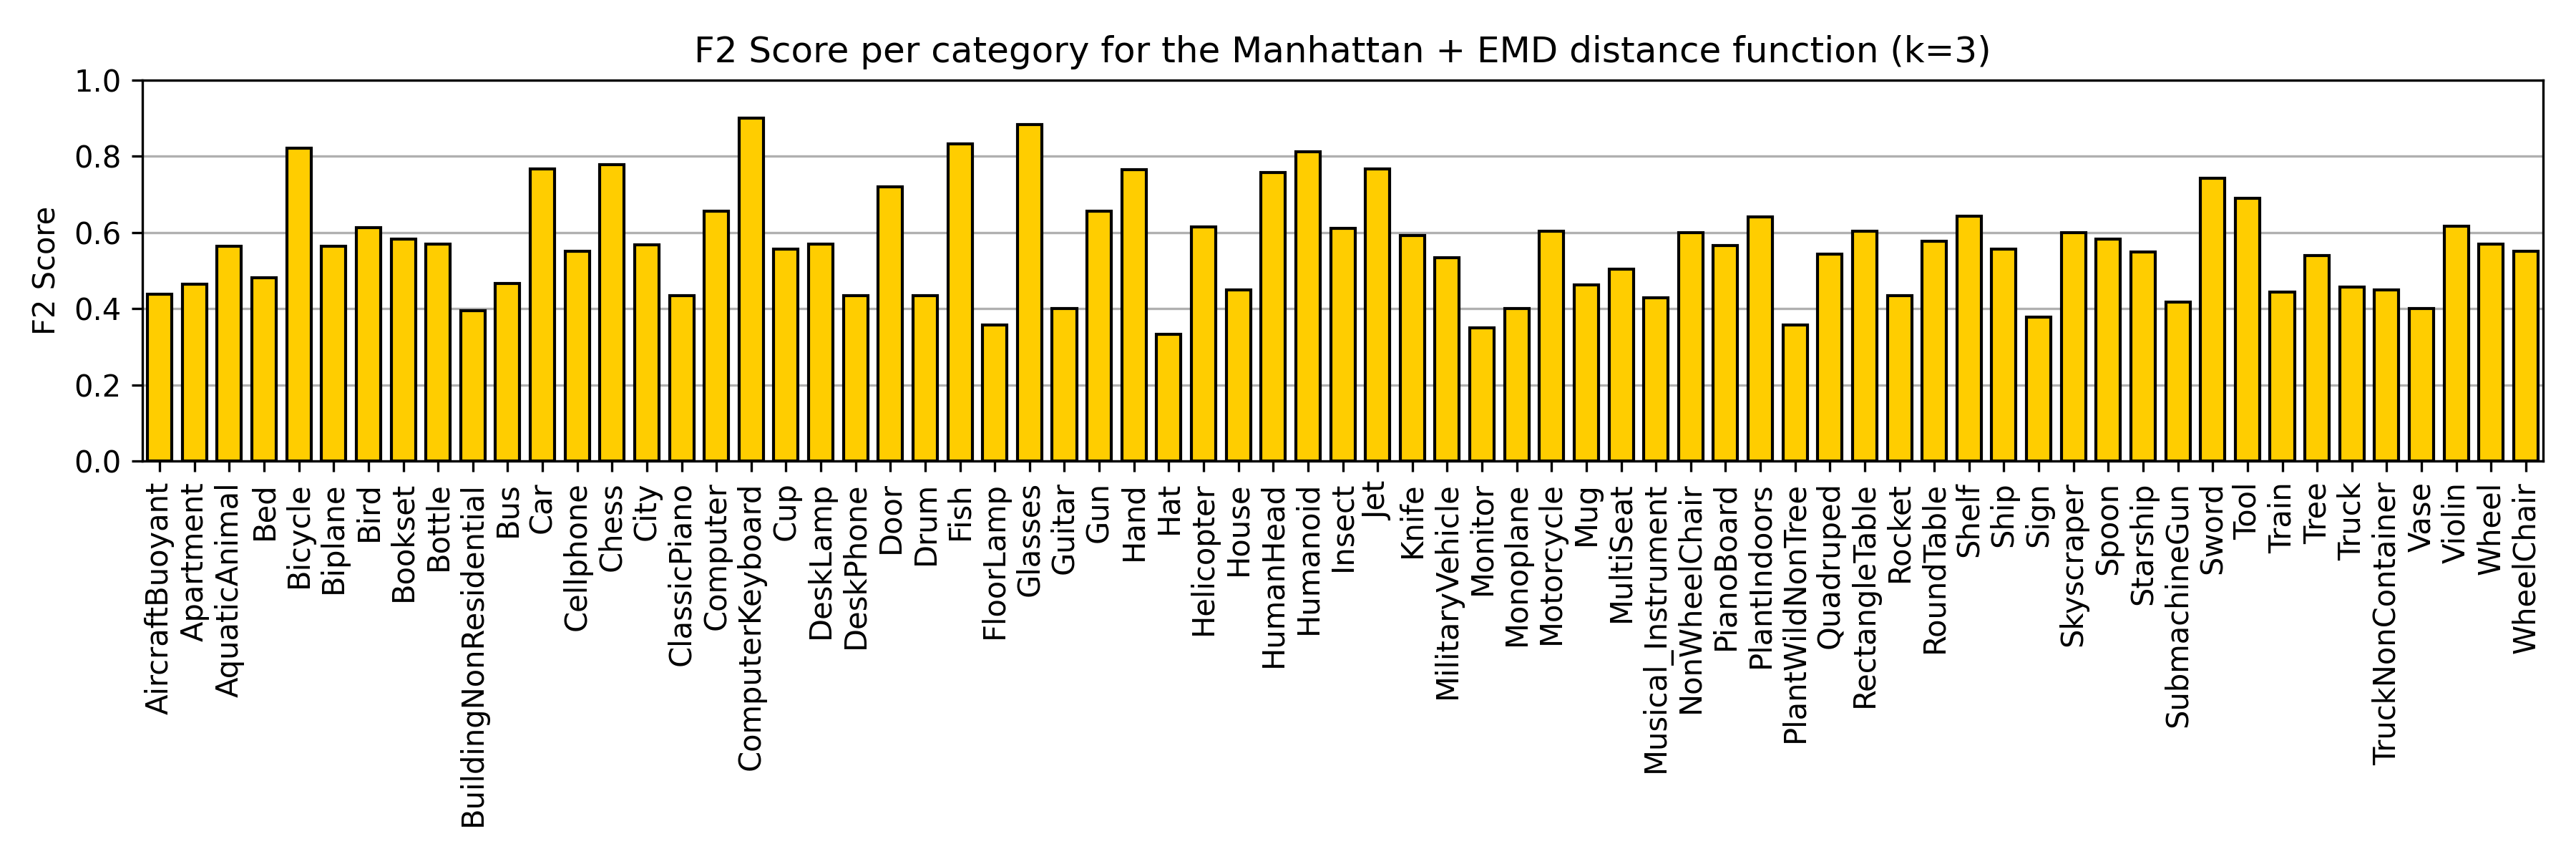 F2 Score per category for the Manhattan + EMD distance function (k=3)
F2 Score
1.0
0.8
0.6
0.4
0.2
0.0
AircraftBuoyant
Apartment
AquaticAnimal
Bed
Bicycle
Biplane
Bird
Bookset
Bottle
BuildingNonResidential
Bus
Car
Cellphone
Chess
City
ClassicPiano
Computer
ComputerKeyboard
Cup
DeskLamp
DeskPhone
Door
Drum
Fish
FloorLamp
Glasses
Guitar
Gun
Hand
Hat
Helicopter
House
HumanHead
Humanoid
Insect
Jet
Knife
MilitaryVehicle
Monitor
Monoplane
Motorcycle
Mug
MultiSeat
Musical_Instrument
NonWheelChair
PianoBoard
PlantIndoors
PlantWildNonTree
Quadruped
RectangleTable
Rocket
RoundTable
Shelf
Ship
Sign
Skyscraper
Spoon
Starship
SubmachineGun
Sword
Tool
Train
Tree
Truck
TruckNonContainer
Vase
Violin
Wheel
WheelChair